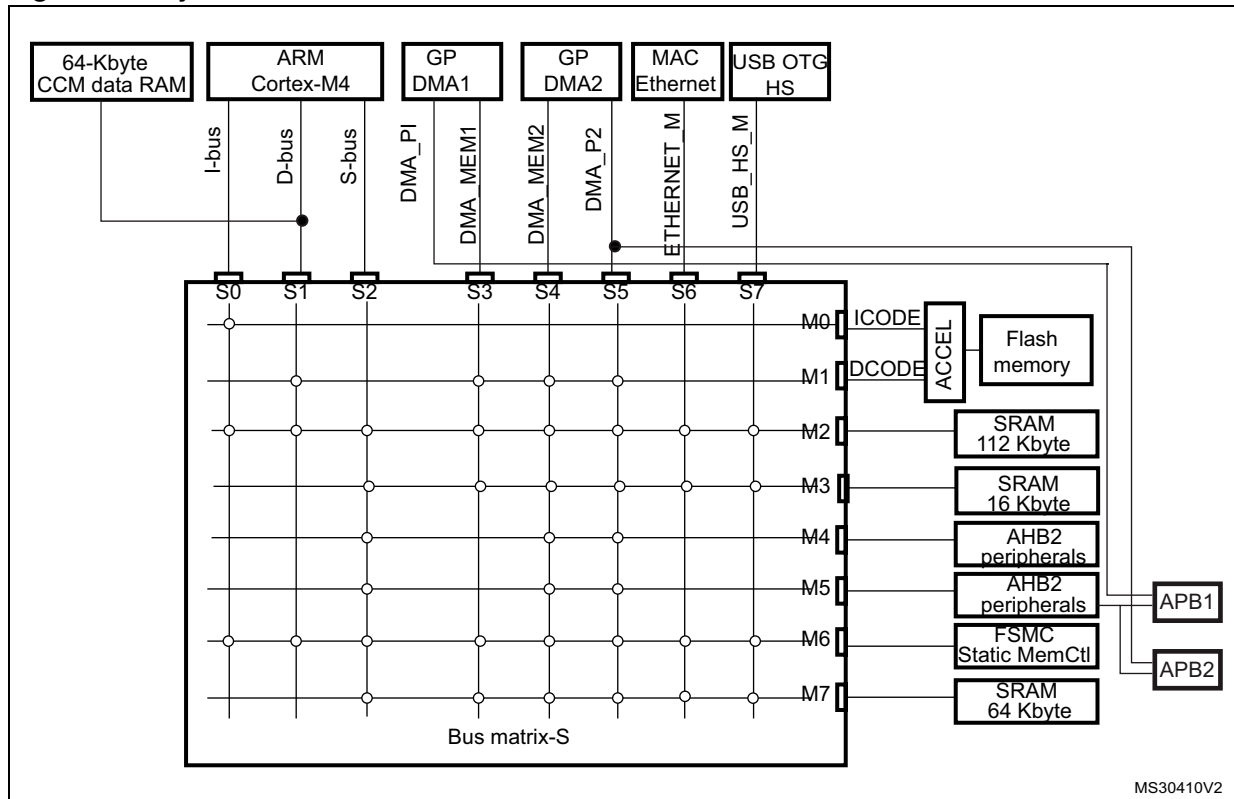 64-Kbyte
CCM data RAM
ARM
Cortex-M4
GP
DMA1
GP
DMA2
MAC
Ethernet
USB OTG
HS
I-bus
D-bus
S-bus
DMA_PI
DMA_MEM1
DMA_MEM2
DMA_P2
ETHERNET_M
USB_HS_M
S0
S1
S2
S3
S4
S5
S6
S7
M0
ICODE
M1
DCODE
ACCEL
Flash
memory
M2
SRAM
112 Kbyte
M3
SRAM
16 Kbyte
M4
AHB2
peripherals
M5
AHB2
peripherals
APB1
M6
FSMC
Static MemCtl
APB2
M7
SRAM
64 Kbyte
Bus matrix-S
MS30410V2